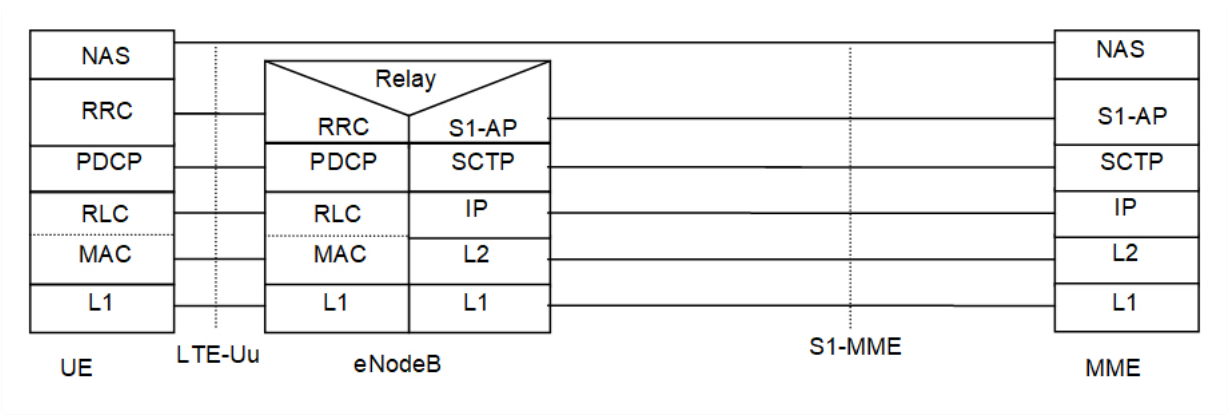 NAS
RRC
PDCP
RLC
MAC
L1
UE
LTE-Uu
Relay
RRC
S1-AP
PDCP
SCTP
RLC
IP
MAC
L2
L1
L1
eNodeB
S1-MME
NAS
S1-AP
SCTP
IP
L2
L1
MME